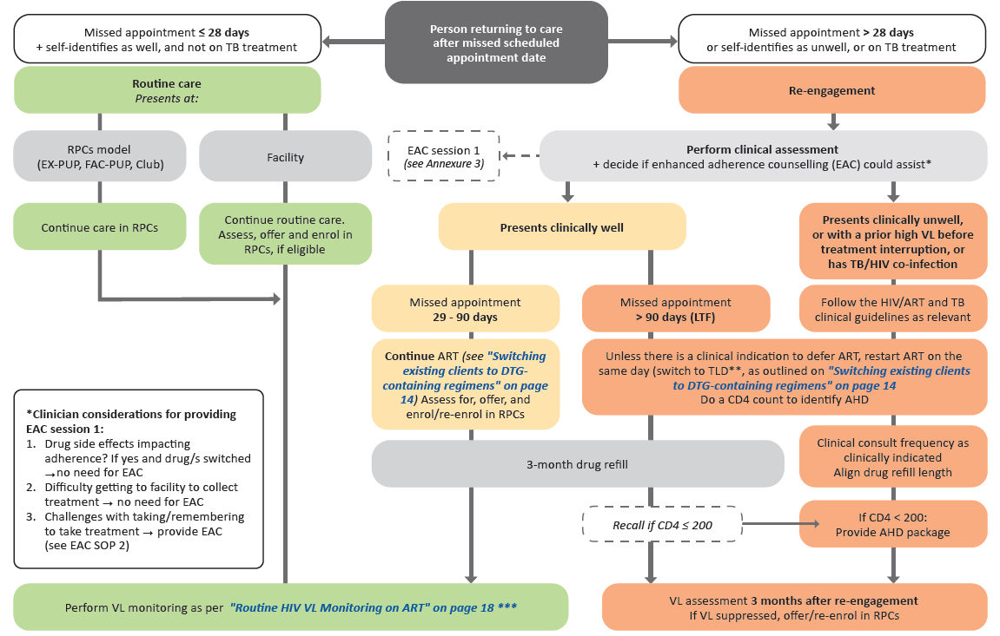 Person returning to care
after missed scheduled
appointment date
Missed appointment ≤ 28 days
+ self-identifies as well, and not on TB treatment
Missed appointment > 28 days
or self-identifies as unwell, or on TB treatment
Routine care
Presents at:
Re-engagement
RPCs model
(EX-PUP, FAC-PUP, Club)
Facility
EAC session 1
(see Annexure 3)
Perform clinical assessment
+ decide if enhanced adherence counselling (EAC) could assist*
Continue care in RPCs
Continue routine care.
Assess, offer and enrol in
RPCs, if eligible
Presents clinically well
Presents clinically unwell,
or with a prior high VL before
treatment interruption, or
has TB/HIV co-infection
Missed appointment
29 - 90 days
Missed appointment
> 90 days (LTF)
Follow the HIV/ART and TB
clinical guidelines as relevant
Continue ART (see "Switching
existing clients to DTG-
containing regimens" on page
14) Assess for, offer, and
enrol/re-enrol in RPCs
Unless there is a clinical indication to defer ART, restart ART on the
same day (switch to TLD**, as outlined on "Switching existing clients
to DTG-containing regimens" on page 14
Do a CD4 count to identify AHD
*Clinician considerations for providing
EAC session 1:
1. Drug side effects impacting
adherence? If yes and drug/s switched
→no need for EAC
2. Difficulty getting to facility to collect
treatment → no need for EAC
3. Challenges with taking/remembering
to take treatment → provide EAC
(see EAC SOP 2)
3-month drug refill
Clinical consult frequency as
clinically indicated
Align drug refill length
Recall if CD4 ≤ 200
If CD4 < 200:
Provide AHD package
Perform VL monitoring as per "Routine HIV VL Monitoring on ART" on page 18 ***
VL assessment 3 months after re-engagement
If VL suppressed, offer/re-enrol in RPCs